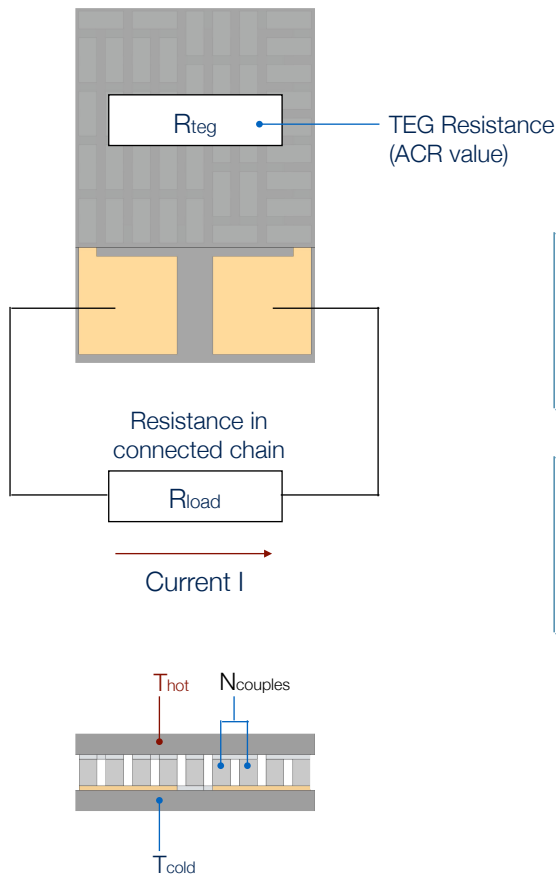 Rteg
TEG Resistance
(ACR value)
Resistance in
connected chain
Rload
Current I
Thot
Ncouples
Tcold